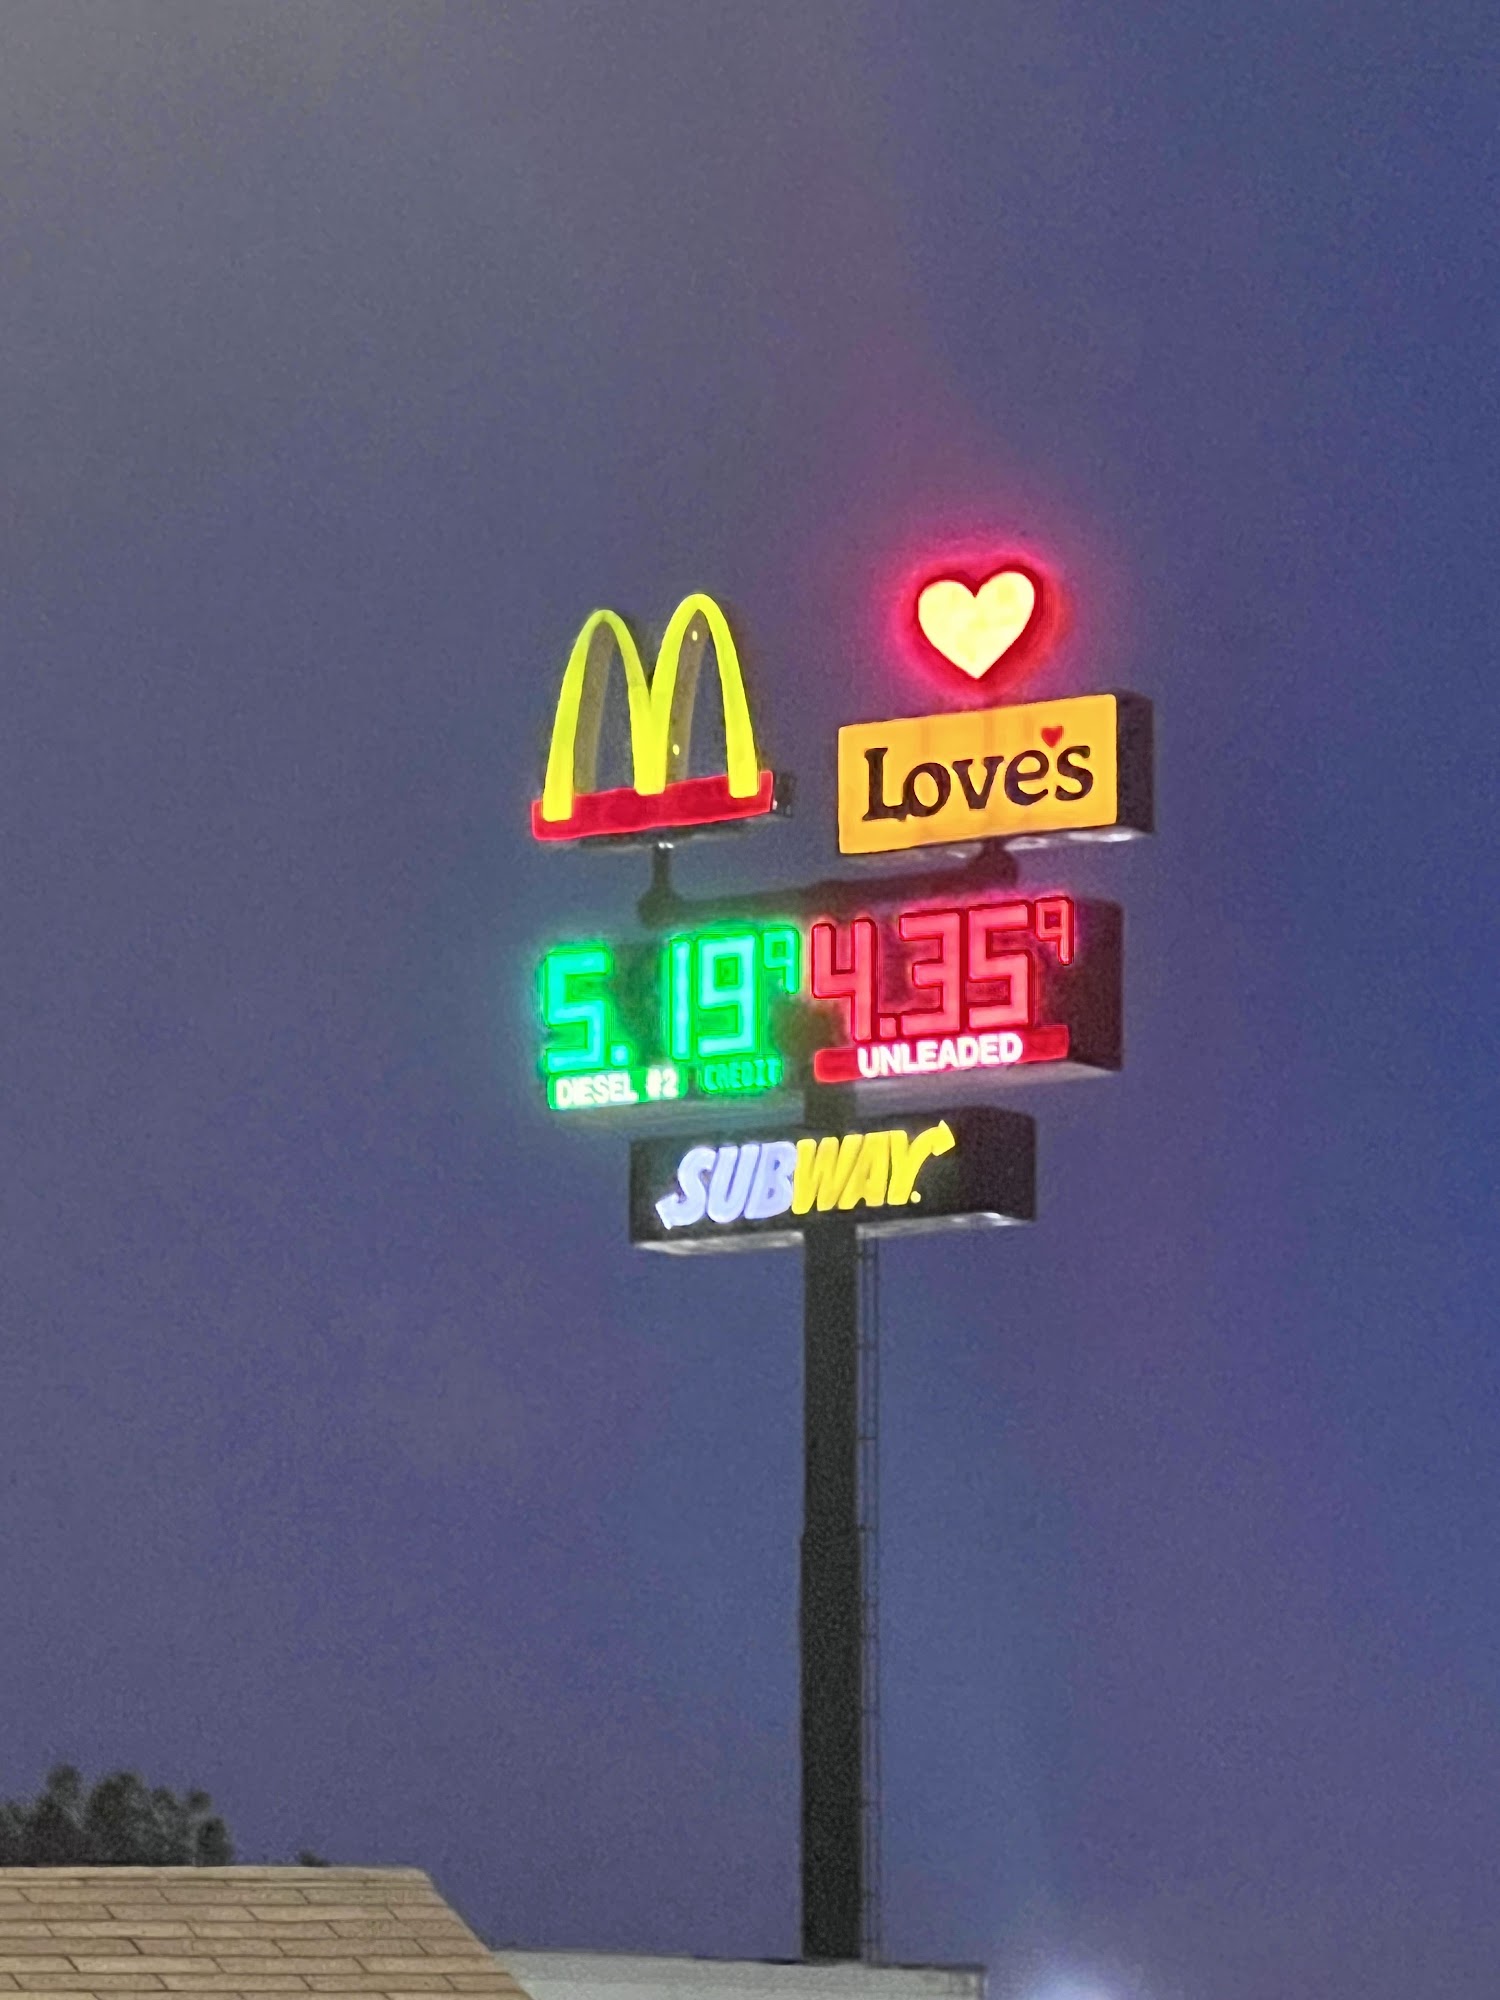 Love's
5.19⁹ 4.35⁹
DIESEL #2 CREDIT UNLEADED
SUBWAY